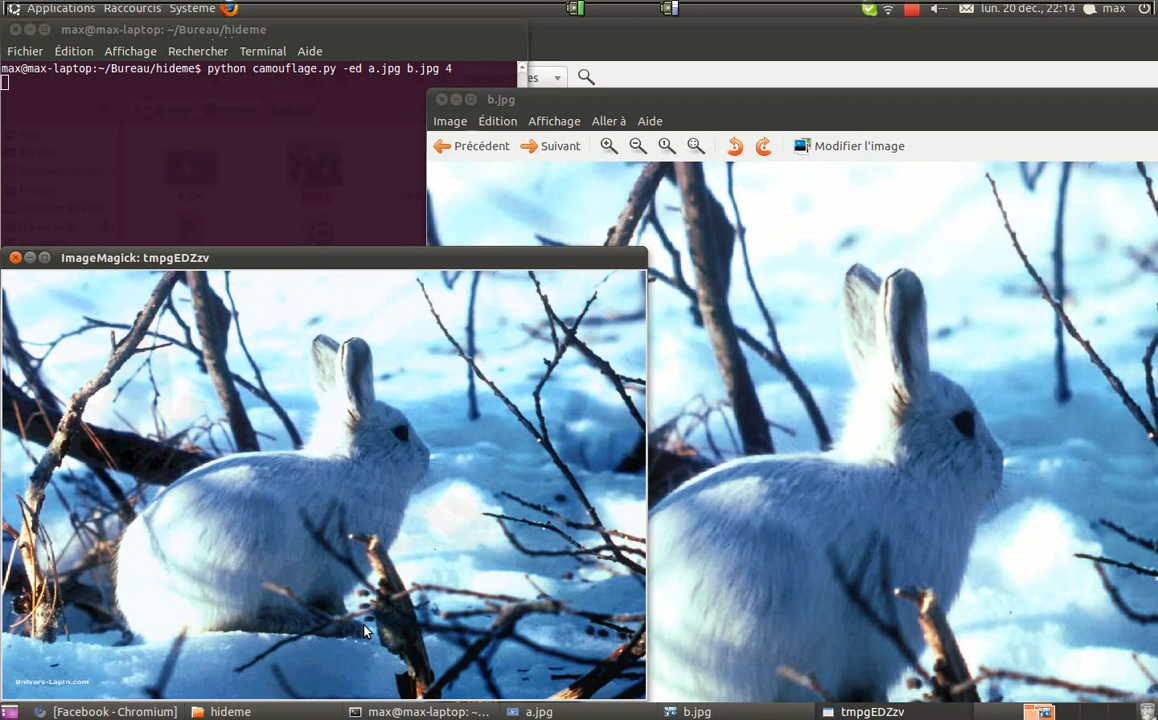 Applications Raccourcis Système
lun. 20 déc., 22:14 max
max@max-laptop: ~/Bureau/hideme
Fichier Édition Affichage Rechercher Terminal Aide
max@max-laptop:~/Bureau/hideme$ python camouflage.py -ed a.jpg b.jpg 4
es
b.jpg
Image Édition Affichage Aller à Aide
Précédent Suivant Modifier l'image
ImageMagick: tmpgEDZzv
Univers-Lapin.com
[Facebook - Chromium] hideme max@max-laptop: ~... a.jpg b.jpg tmpgEDZzv